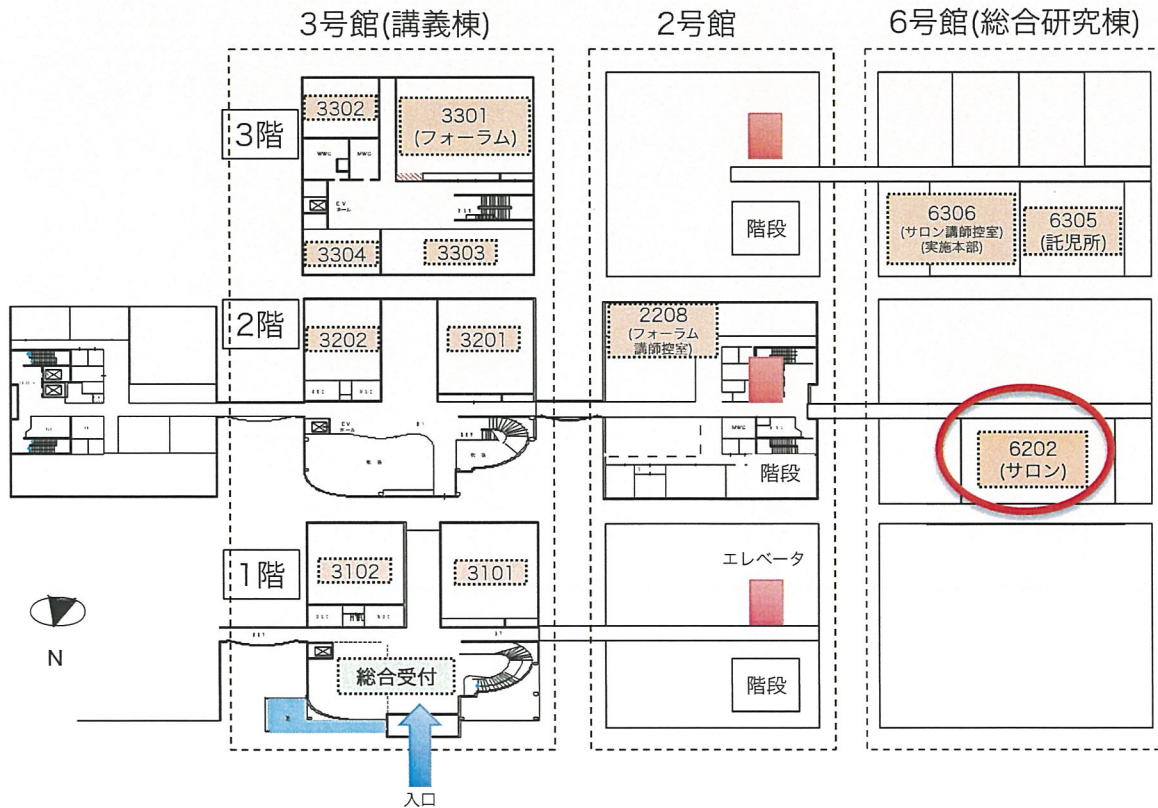 3号館(講義棟)
2号館
6号館(総合研究棟)
3階
3302
3301
(フォーラム)
3304
3303
階段
6306
(サロン講師控室)
(実施本部)
6305
(託児所)
2階
3202
3201
2208
(フォーラム
講師控室)
階段
6202
(サロン)
1階
3102
3101
エレベータ
階段
総合受付
入口
N